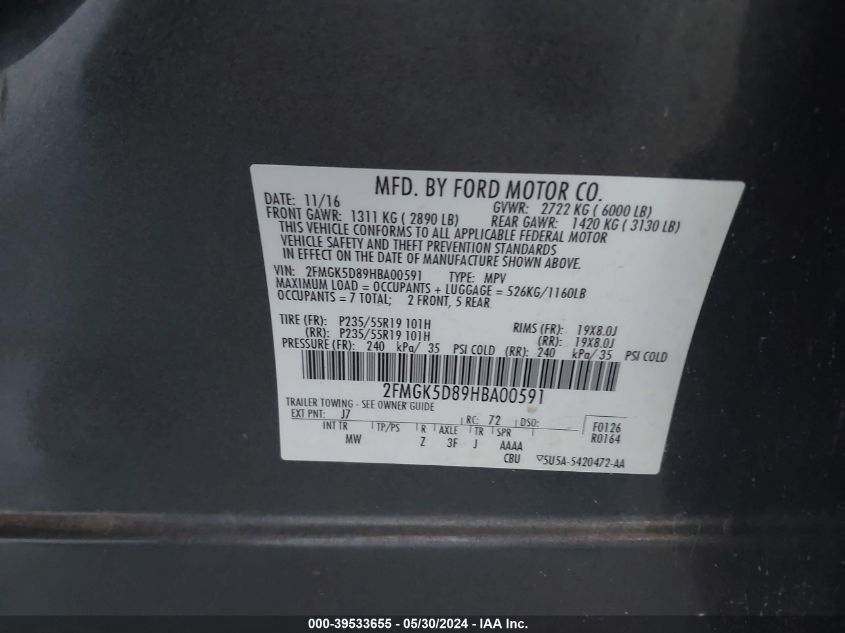 MFD. BY FORD MOTOR CO.
DATE: 11/16 GVWR: 2722 KG ( 6000 LB)
FRONT GAWR: 1311 KG ( 2890 LB) REAR GAWR: 1420 KG ( 3130 LB)
THIS VEHICLE CONFORMS TO ALL APPLICABLE FEDERAL MOTOR
VEHICLE SAFETY AND THEFT PREVENTION STANDARDS
IN EFFECT ON THE DATE OF MANUFACTURE SHOWN ABOVE.
VIN: 2FMGK5D89HBA00591 TYPE: MPV
MAXIMUM LOAD = OCCUPANTS + LUGGAGE = 526KG/1160LB
OCCUPANTS = 7 TOTAL; 2 FRONT, 5 REAR
TIRE (FR): P235/55R19 101H RIMS (FR): 19X8.0J
(RR): P235/55R19 101H (RR): 19X8.0J
PRESSURE (FR): 240 kPa/ 35 PSI COLD (RR): 240 kPa/ 35 PSI COLD
2FMGK5D89HBA00591
TRAILER TOWING - SEE OWNER GUIDE
EXT PNT: J7 RC: 72 DSO: F0126
INT TR TP/PS R AXLE TR SPR R0164
MW Z 3F J AAAA
CBU 5U5A-5420472-AA
000-39533655 - 05/30/2024 - IAAI Inc.